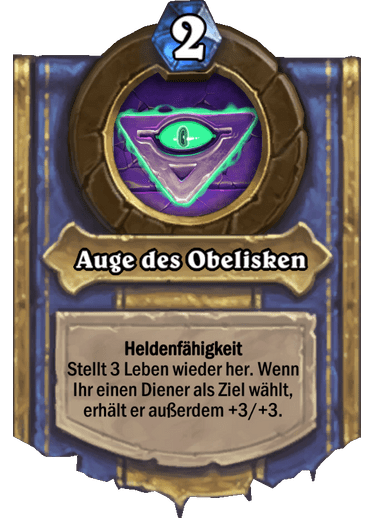 2
Auge des Obelisken
Heldenfähigkeit
Stellt 3 Leben wieder her. Wenn
Ihr einen Diener als Ziel wählt,
erhält er außerdem +3/+3.